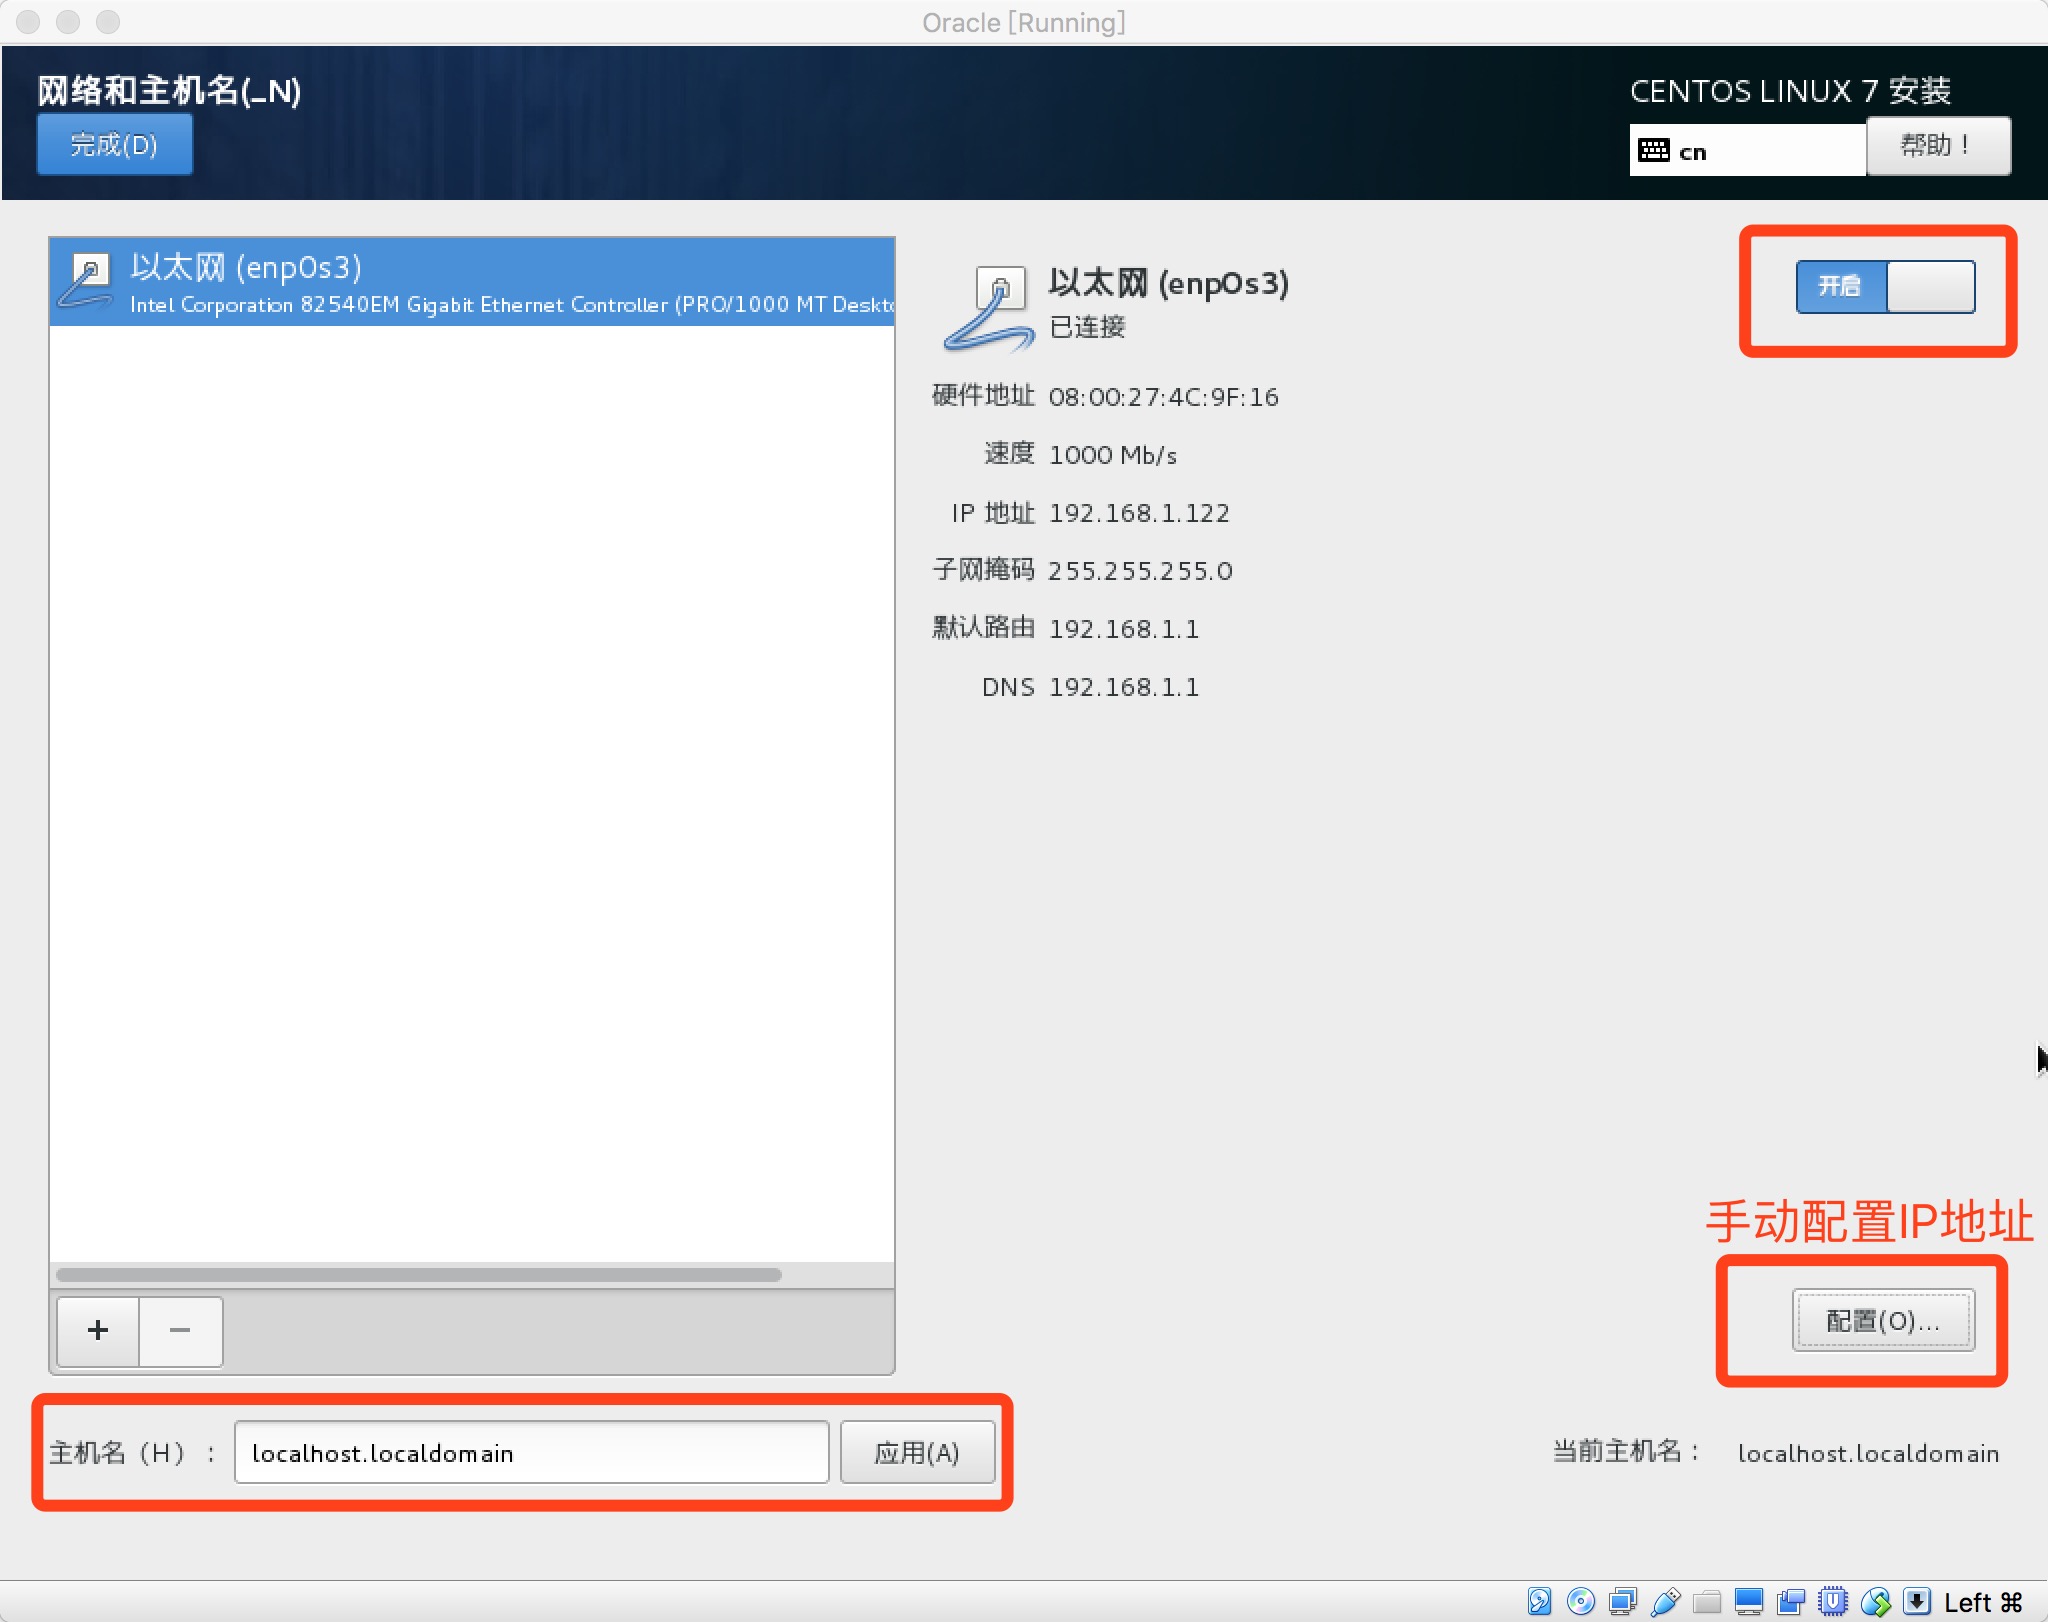 Oracle [Running]
网络和主机名(_N)
完成(D)
CENTOS LINUX 7 安装
cn
帮助！
以太网 (enp0s3)
Intel Corporation 82540EM Gigabit Ethernet Controller (PRO/1000 MT Deskto
以太网 (enp0s3)
已连接
开启
硬件地址 08:00:27:4C:9F:16
速度 1000 Mb/s
IP 地址 192.168.1.122
子网掩码 255.255.255.0
默认路由 192.168.1.1
DNS 192.168.1.1
手动配置IP地址
配置(O)...
+ −
主机名（H）： localhost.localdomain 应用(A)
当前主机名： localhost.localdomain
Left ⌘